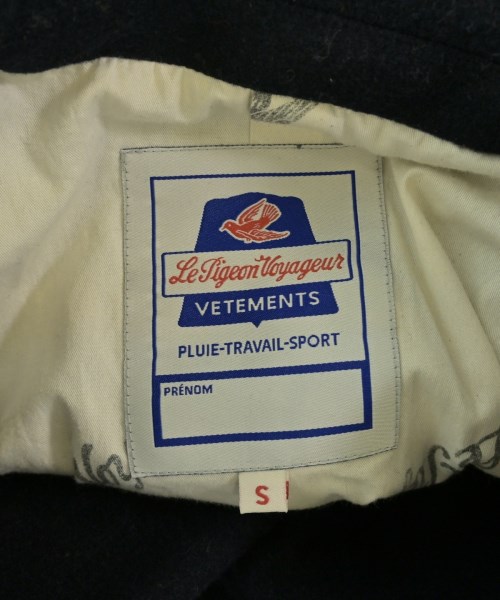 Le Pigeon Voyageur
VETEMENTS
PLUIE-TRAVAIL-SPORT
PRÉNOM
S